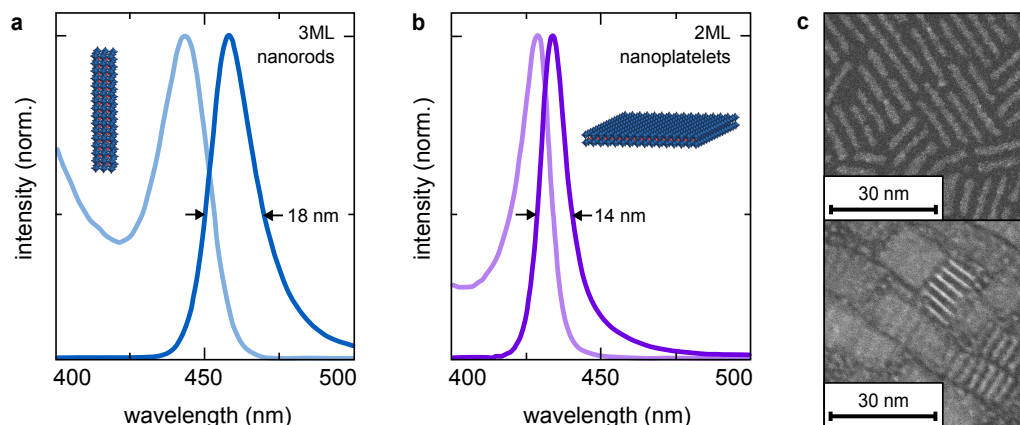 a
3ML
nanorods
intensity (norm.)
18 nm
400
450
500
wavelength (nm)
b
2ML
nanoplatelets
intensity (norm.)
14 nm
400
450
500
wavelength (nm)
c
30 nm
30 nm